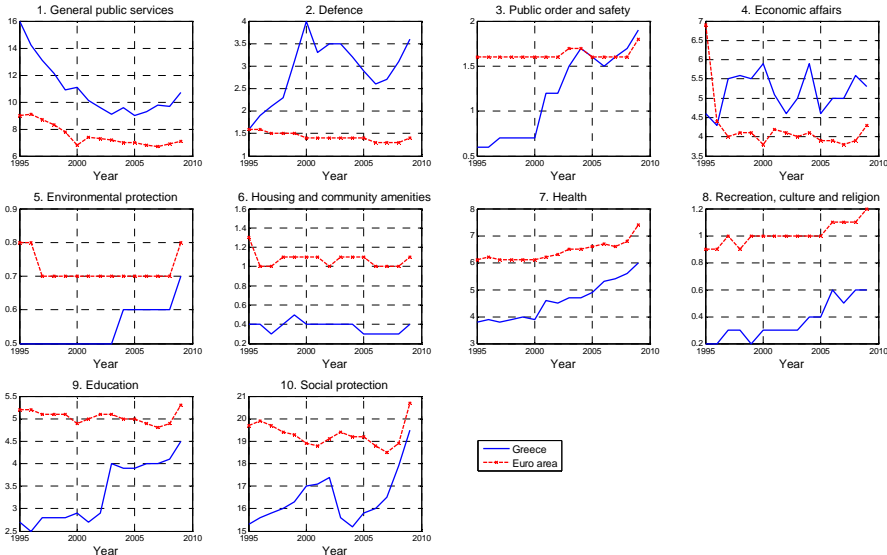 1. General public services
16
14
12
10
8
6
1995 2000 2005 2010
Year
2. Defence
4
3.5
3
2.5
2
1.5
1
1995 2000 2005 2010
Year
3. Public order and safety
2
1.5
1
0.5
1995 2000 2005 2010
Year
4. Economic affairs
7
6.5
6
5.5
5
4.5
4
3.5
1995 2000 2005 2010
Year
5. Environmental protection
0.9
0.8
0.7
0.6
0.5
1995 2000 2005 2010
Year
6. Housing and community amenities
1.6
1.4
1.2
1
0.8
0.6
0.4
0.2
1995 2000 2005 2010
Year
7. Health
8
7
6
5
4
3
1995 2000 2005 2010
Year
8. Recreation, culture and religion
1.2
1
0.8
0.6
0.4
0.2
1995 2000 2005 2010
Year
9. Education
5.5
5
4.5
4
3.5
3
2.5
1995 2000 2005 2010
Year
10. Social protection
21
20
19
18
17
16
15
1995 2000 2005 2010
Year
Greece
Euro area